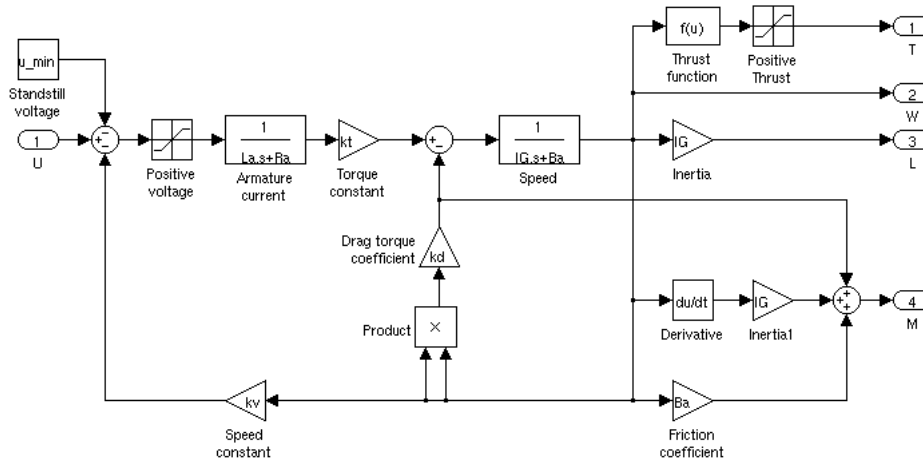 f(u)
1
T
Thrust
function
Positive
Thrust
u_min
Standstill
voltage
2
W
1
U
Positive
voltage
1
La.s+Ra
Armature
current
kt
Torque
constant
1
IG.s+Ba
Speed
IG
Inertia
3
L
Drag torque
coefficient
kd
Product
×
du/dt
Derivative
IG
Inertia1
4
M
kv
Speed
constant
Ba
Friction
coefficient